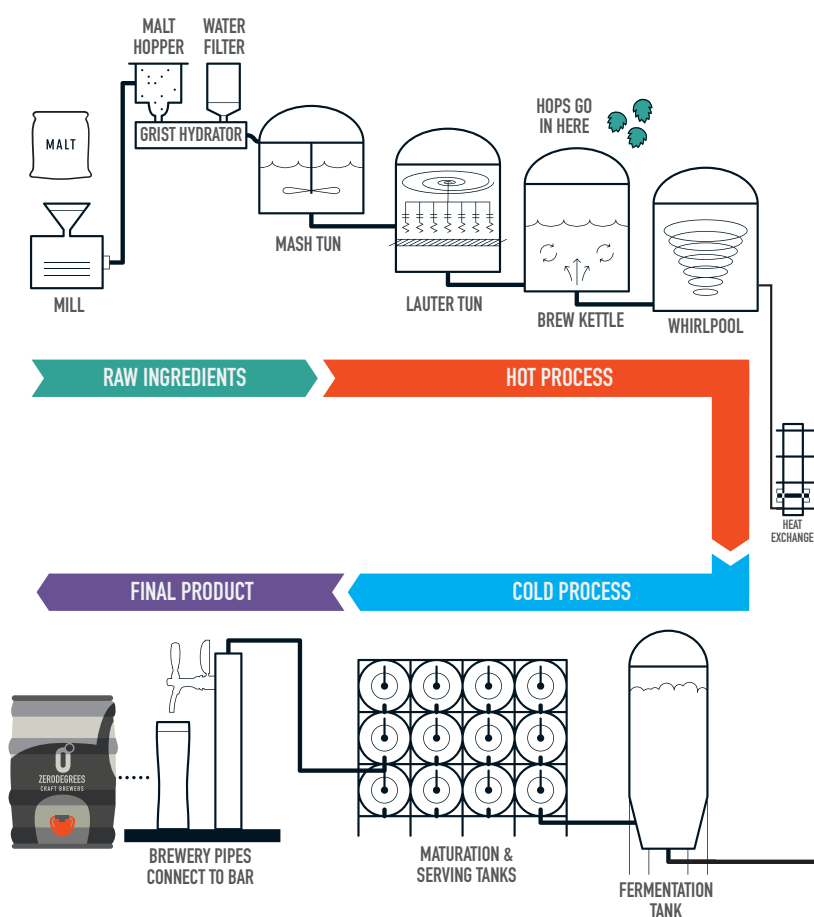 MALT
HOPPER
WATER
FILTER
HOPS GO
IN HERE
GRIST HYDRATOR
MALT
MASH TUN
MILL
LAUTER TUN
BREW KETTLE
WHIRLPOOL
RAW INGREDIENTS
HOT PROCESS
HEAT
EXCHANGE
FINAL PRODUCT
COLD PROCESS
ZERODEGREES
CRAFT BREWERS
BREWERY PIPES
CONNECT TO BAR
MATURATION &
SERVING TANKS
FERMENTATION
TANK